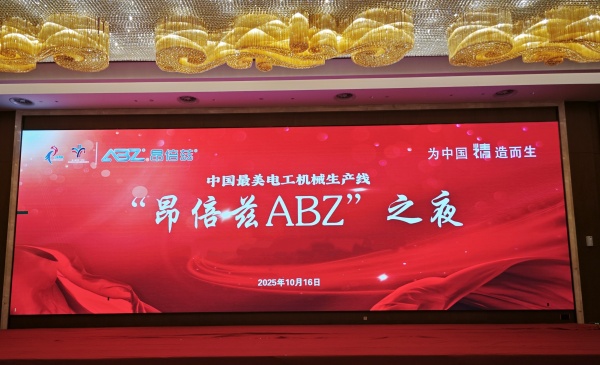 ABZ 昂倍兹
为中国 精 造而生
中国最美电工机械生产线
“昂倍兹ABZ”之夜
2025年10月16日